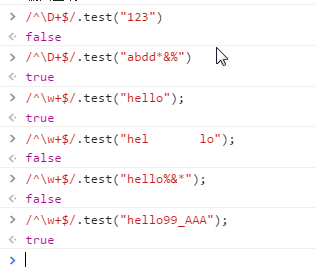 /^\D+$/.test("123")
false
/^\D+$/.test("abdd*&%")
true
/^\w+$/.test("hello");
true
/^\w+$/.test("hel       lo");
false
/^\w+$/.test("hello%&*");
false
/^\w+$/.test("hello99_AAA");
true